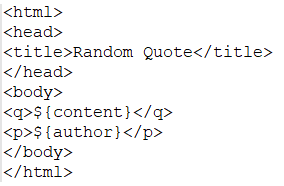 <html>
<head>
<title>Random Quote</title>
</head>
<body>
<q>${content}</q>
<p>${author}</p>
</body>
</html>